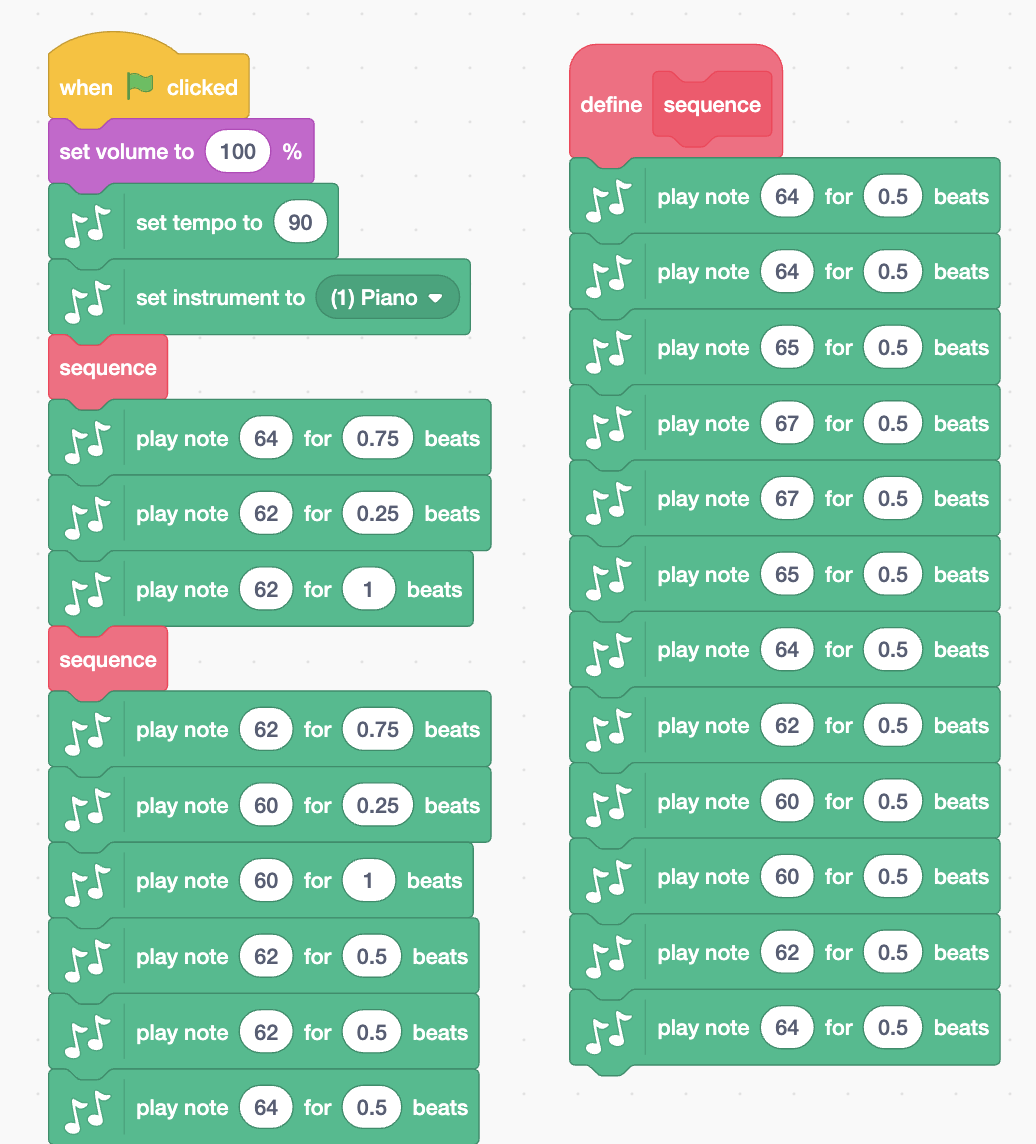 when clicked
set volume to 100 %
set tempo to 90
set instrument to (1) Piano
sequence
play note 64 for 0.75 beats
play note 62 for 0.25 beats
play note 62 for 1 beats
sequence
play note 62 for 0.75 beats
play note 60 for 0.25 beats
play note 60 for 1 beats
play note 62 for 0.5 beats
play note 62 for 0.5 beats
play note 64 for 0.5 beats
define sequence
play note 64 for 0.5 beats
play note 64 for 0.5 beats
play note 65 for 0.5 beats
play note 67 for 0.5 beats
play note 67 for 0.5 beats
play note 65 for 0.5 beats
play note 64 for 0.5 beats
play note 62 for 0.5 beats
play note 60 for 0.5 beats
play note 60 for 0.5 beats
play note 62 for 0.5 beats
play note 64 for 0.5 beats